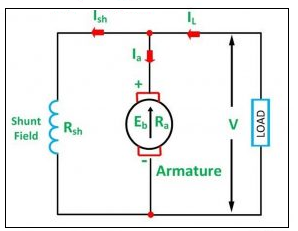 Ish
IL
Ia
+
Shunt
Field
Rsh
Eb
Ra
V
LOAD
-
Armature